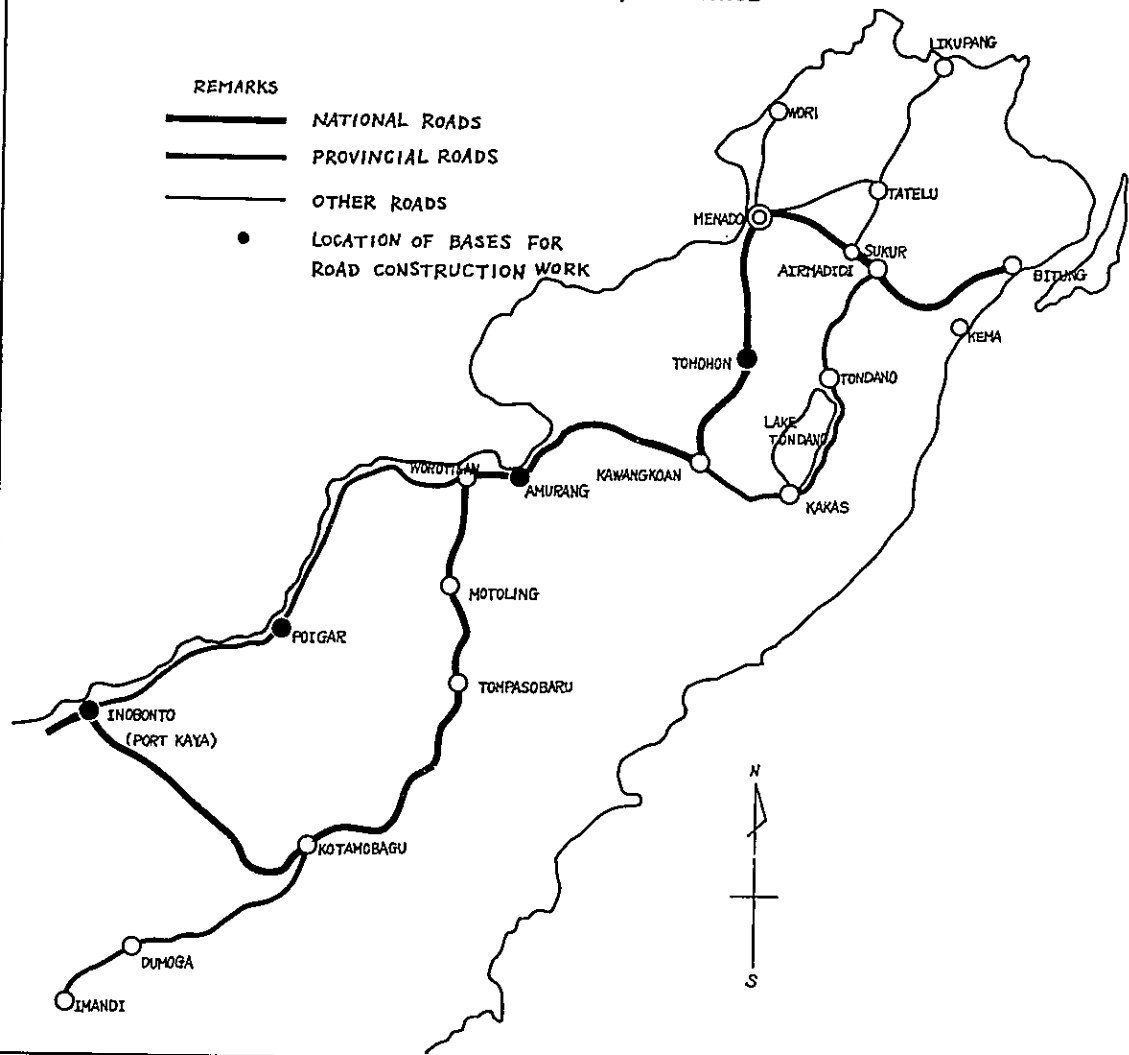 REMARKS
NATIONAL ROADS
PROVINCIAL ROADS
OTHER ROADS
LOCATION OF BASES FOR
ROAD CONSTRUCTION WORK
LIKUPANG
WORI
TATELU
MENADO
SUKUR
AIRMADIDI
BITUNG
KEMA
TOMOHON
TONDANO
LAKE
TONDANO
KAWANGKOAN
KAKAS
AMURANG
MOTOLING
POIGAR
TOMPASOBARU
INOBONTO
(PORT KAYA)
KOTAMOBAGU
DUMOGA
IMANDI
N
S